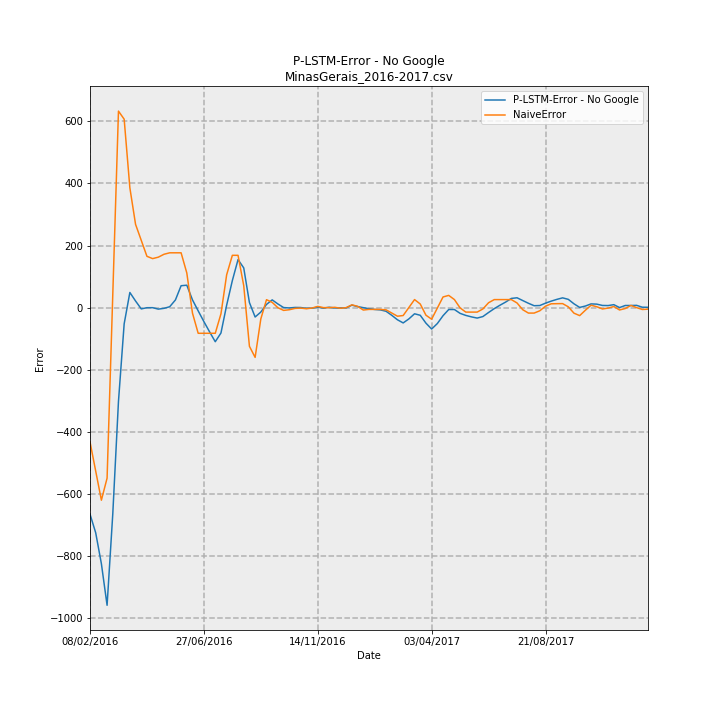 P-LSTM-Error - No Google
MinasGerais_2016-2017.csv
P-LSTM-Error - No Google
NaiveError
600
400
200
0
−200
−400
−600
−800
−1000
Error
08/02/2016
27/06/2016
14/11/2016
03/04/2017
21/08/2017
Date